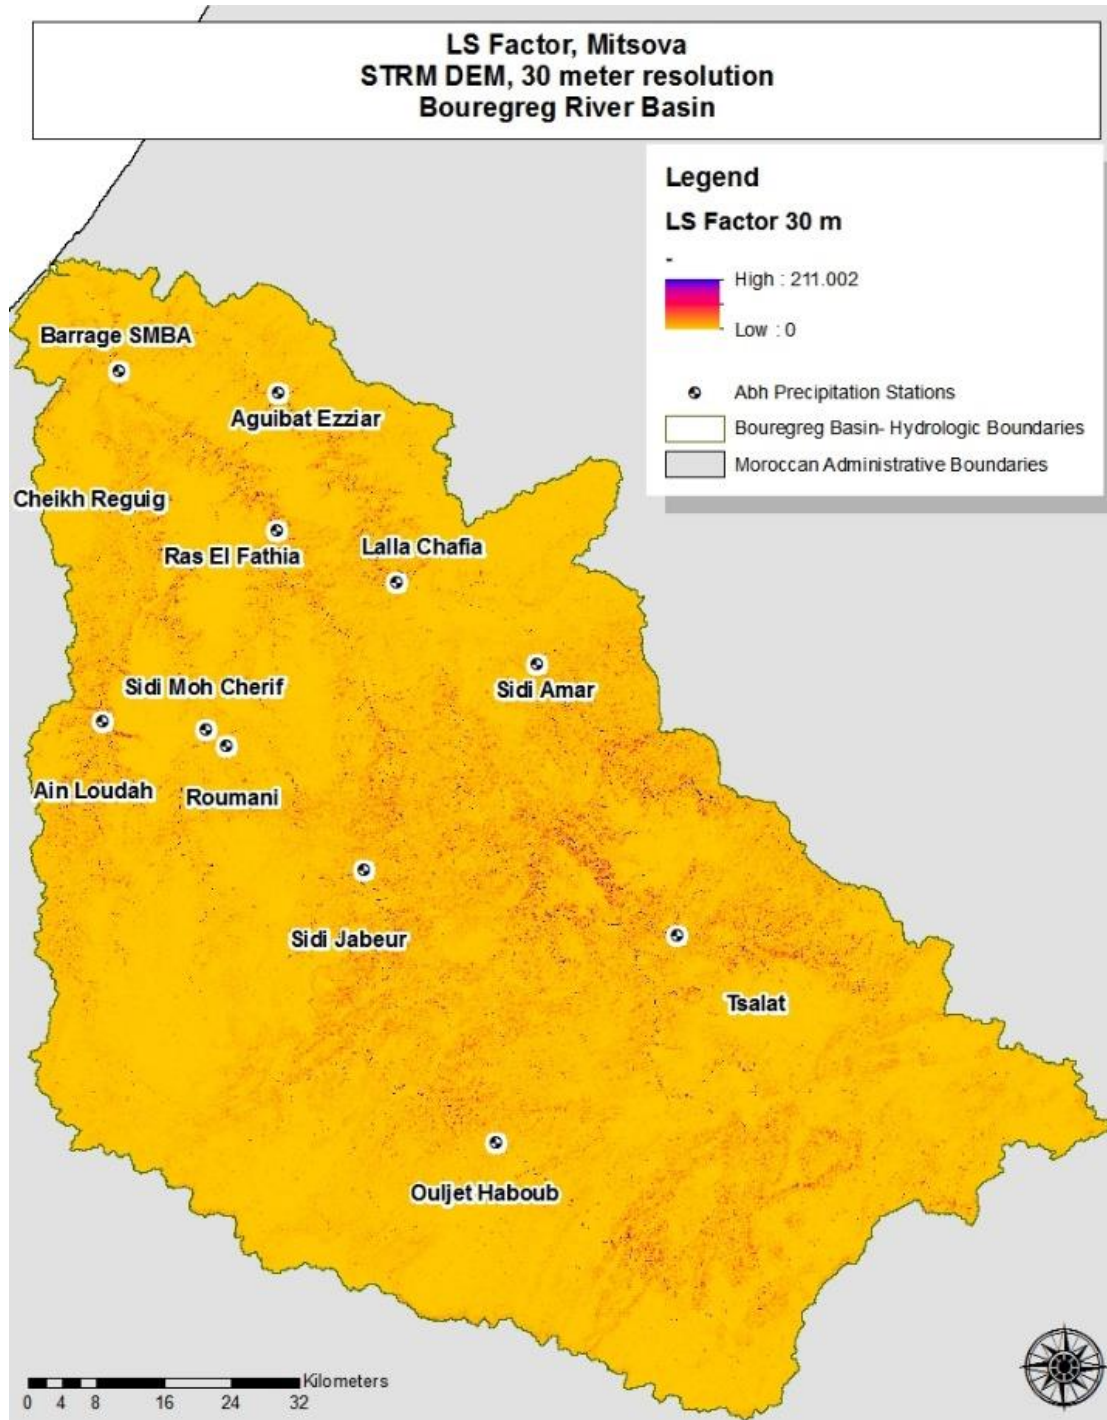 LS Factor, Mitsova
STRM DEM, 30 meter resolution
Bouregreg River Basin
Legend
LS Factor 30 m
-
High : 211.002
Low : 0
Abh Precipitation Stations
Bouregreg Basin- Hydrologic Boundaries
Moroccan Administrative Boundaries
Barrage SMBA
Aguibat Ezziar
Cheikh Reguig
Ras El Fathia
Lalla Chafia
Sidi Moh Cherif
Sidi Amar
Ain Loudah
Roumani
Sidi Jabeur
Tsalat
Ouljet Haboub
Kilometers
0 4 8 16 24 32